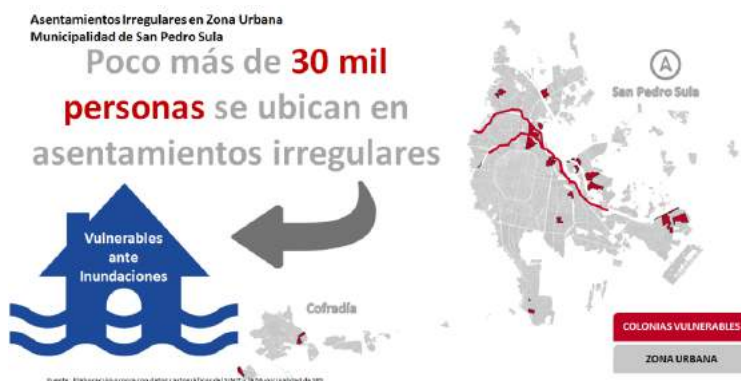 Asentamientos Irregulares en Zona Urbana
Municipalidad de San Pedro Sula
Poco más de 30 mil
personas se ubican en
asentamientos irregulares
San Pedro Sula
Vulnerables
ante
Inundaciones
Cofradía
COLONIAS VULNERABLES
ZONA URBANA